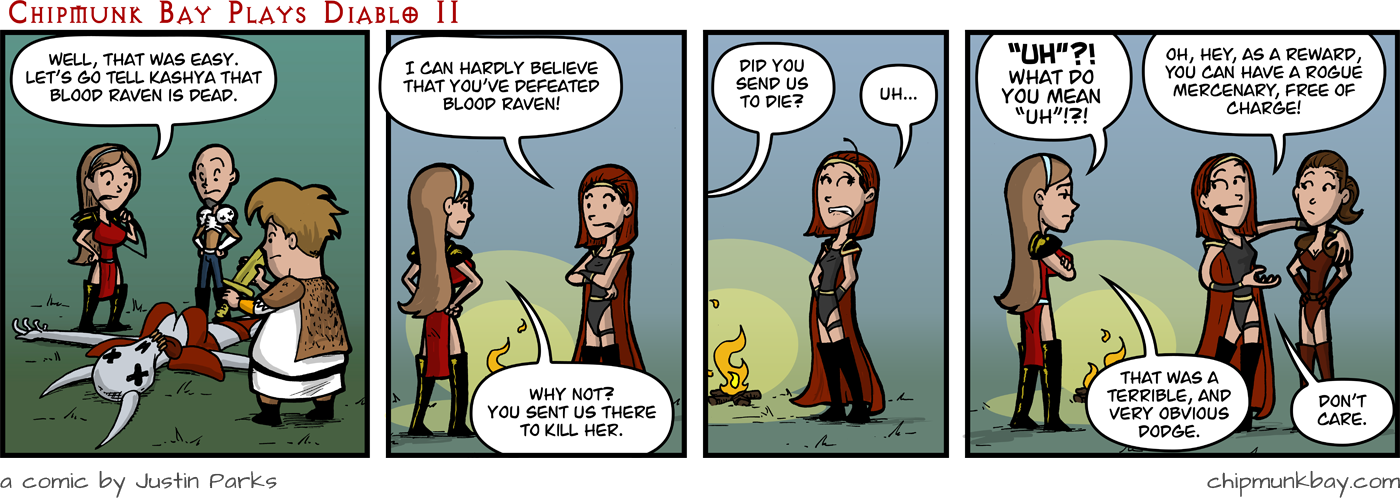 Chipmunk Bay Plays Diablo II
WELL, THAT WAS EASY.
LET'S GO TELL KASHYA THAT
BLOOD RAVEN IS DEAD.
I CAN HARDLY BELIEVE
THAT YOU'VE DEFEATED
BLOOD RAVEN!
WHY NOT?
YOU SENT US THERE
TO KILL HER.
DID YOU
SEND US
TO DIE?
UH...
"UH"?!
WHAT DO
YOU MEAN
"UH"!?!
OH, HEY, AS A REWARD,
YOU CAN HAVE A ROGUE
MERCENARY, FREE OF
CHARGE!
THAT WAS A
TERRIBLE, AND
VERY OBVIOUS
DODGE.
DON'T
CARE.
a comic by Justin Parks
chipmunkbay.com